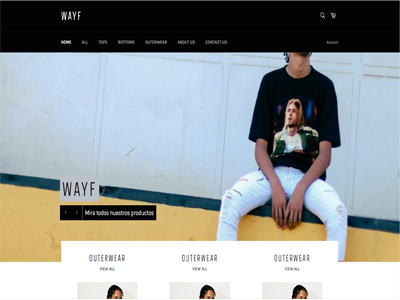 WAYF
HOME ALL TOPS BOTTOMS OUTERWEAR ABOUT US CONTACT US Account
WAYF
Mira todos nuestros productos
OUTERWEAR OUTERWEAR OUTERWEAR
VIEW ALL VIEW ALL VIEW ALL